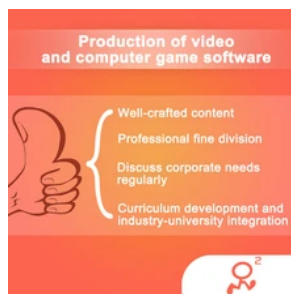 Production of video
and computer game software
Well-crafted content
Professional fine division
Discuss corporate needs
regularly
Curriculum development and
industry-university integration
2